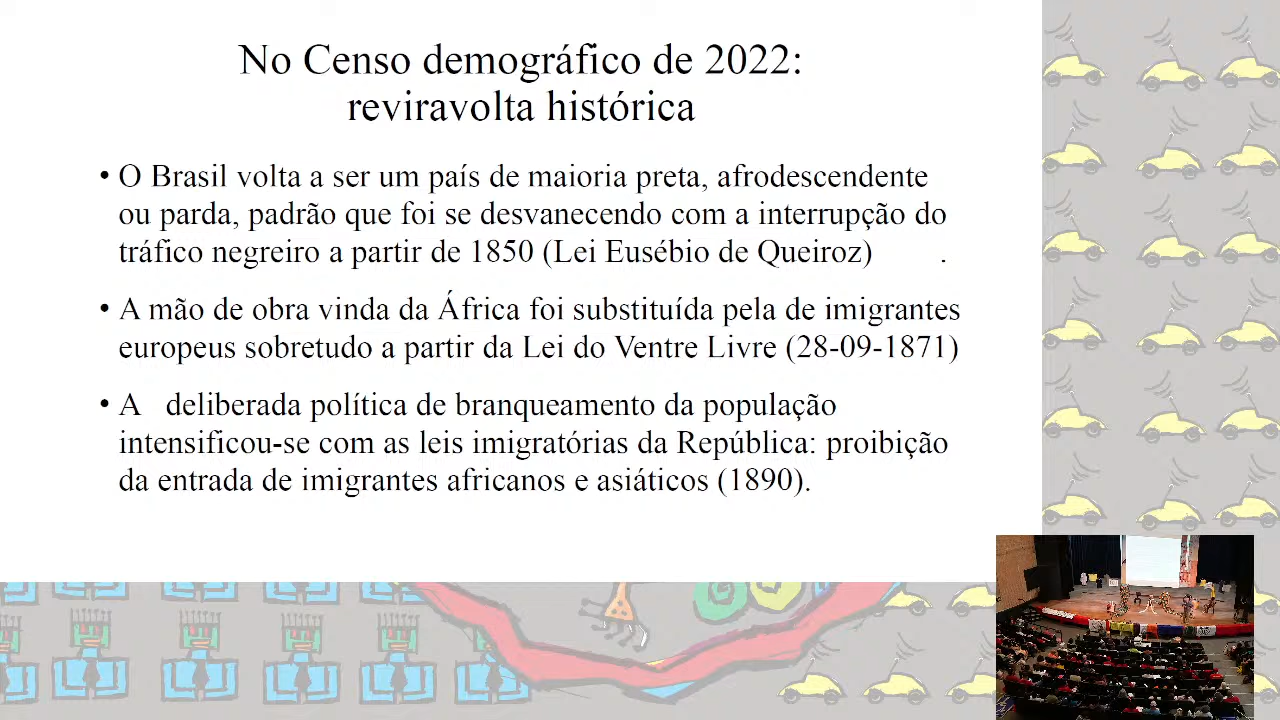 No Censo demográfico de 2022:
reviravolta histórica
• O Brasil volta a ser um país de maioria preta, afrodescendente
ou parda, padrão que foi se desvanecendo com a interrupção do
tráfico negreiro a partir de 1850 (Lei Eusébio de Queiroz) .
• A mão de obra vinda da África foi substituída pela de imigrantes
europeus sobretudo a partir da Lei do Ventre Livre (28-09-1871)
• A deliberada política de branqueamento da população
intensificou-se com as leis imigratórias da República: proibição
da entrada de imigrantes africanos e asiáticos (1890).